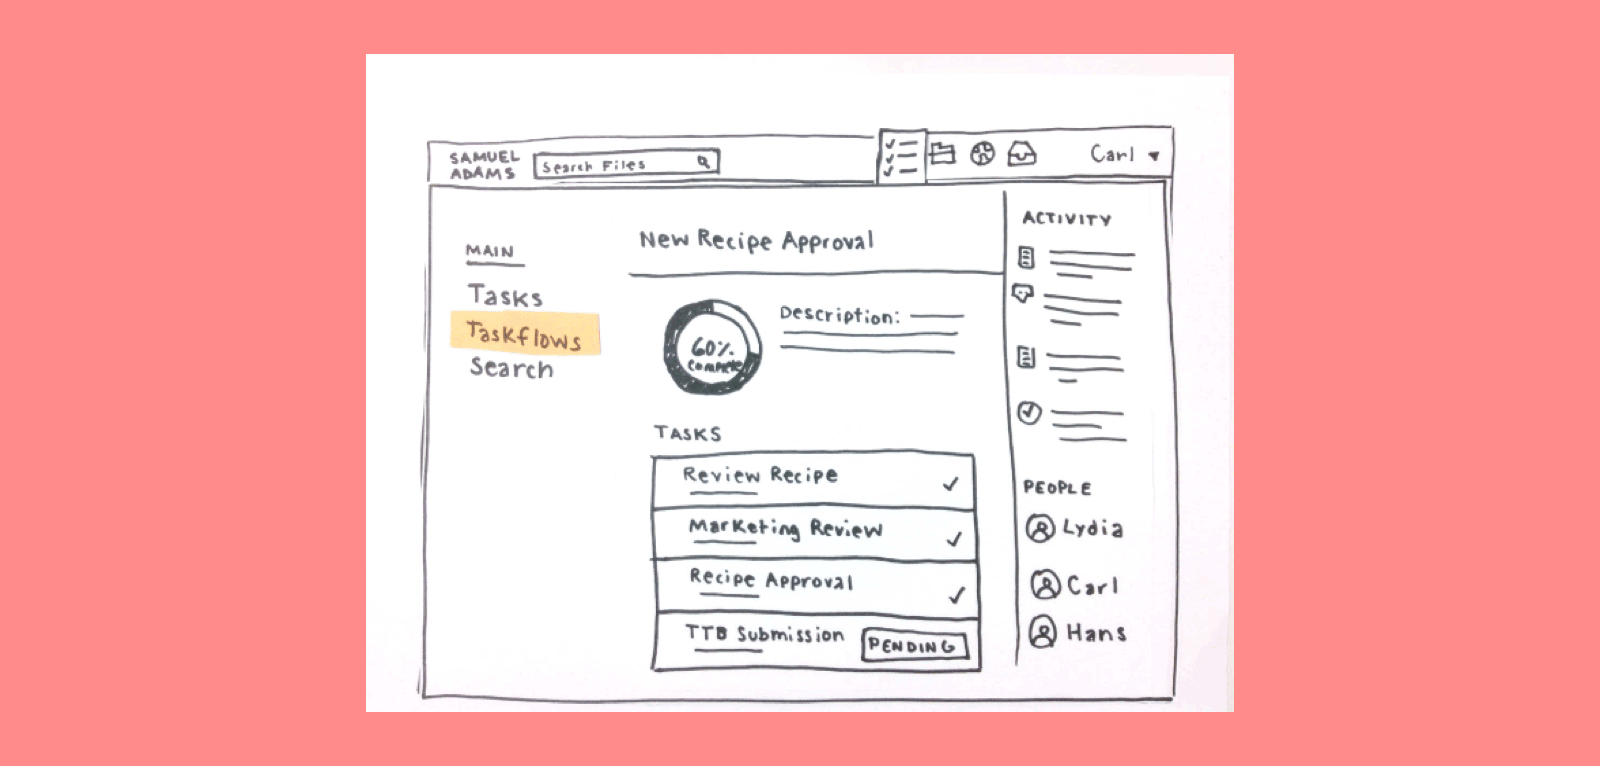 SAMUEL
ADAMS
Search Files
Carl
MAIN
Tasks
Taskflows
Search
New Recipe Approval
60%
COMPLETE
Description:
TASKS
Review Recipe
Marketing Review
Recipe Approval
TTB Submission
PENDING
ACTIVITY
PEOPLE
Lydia
Carl
Hans